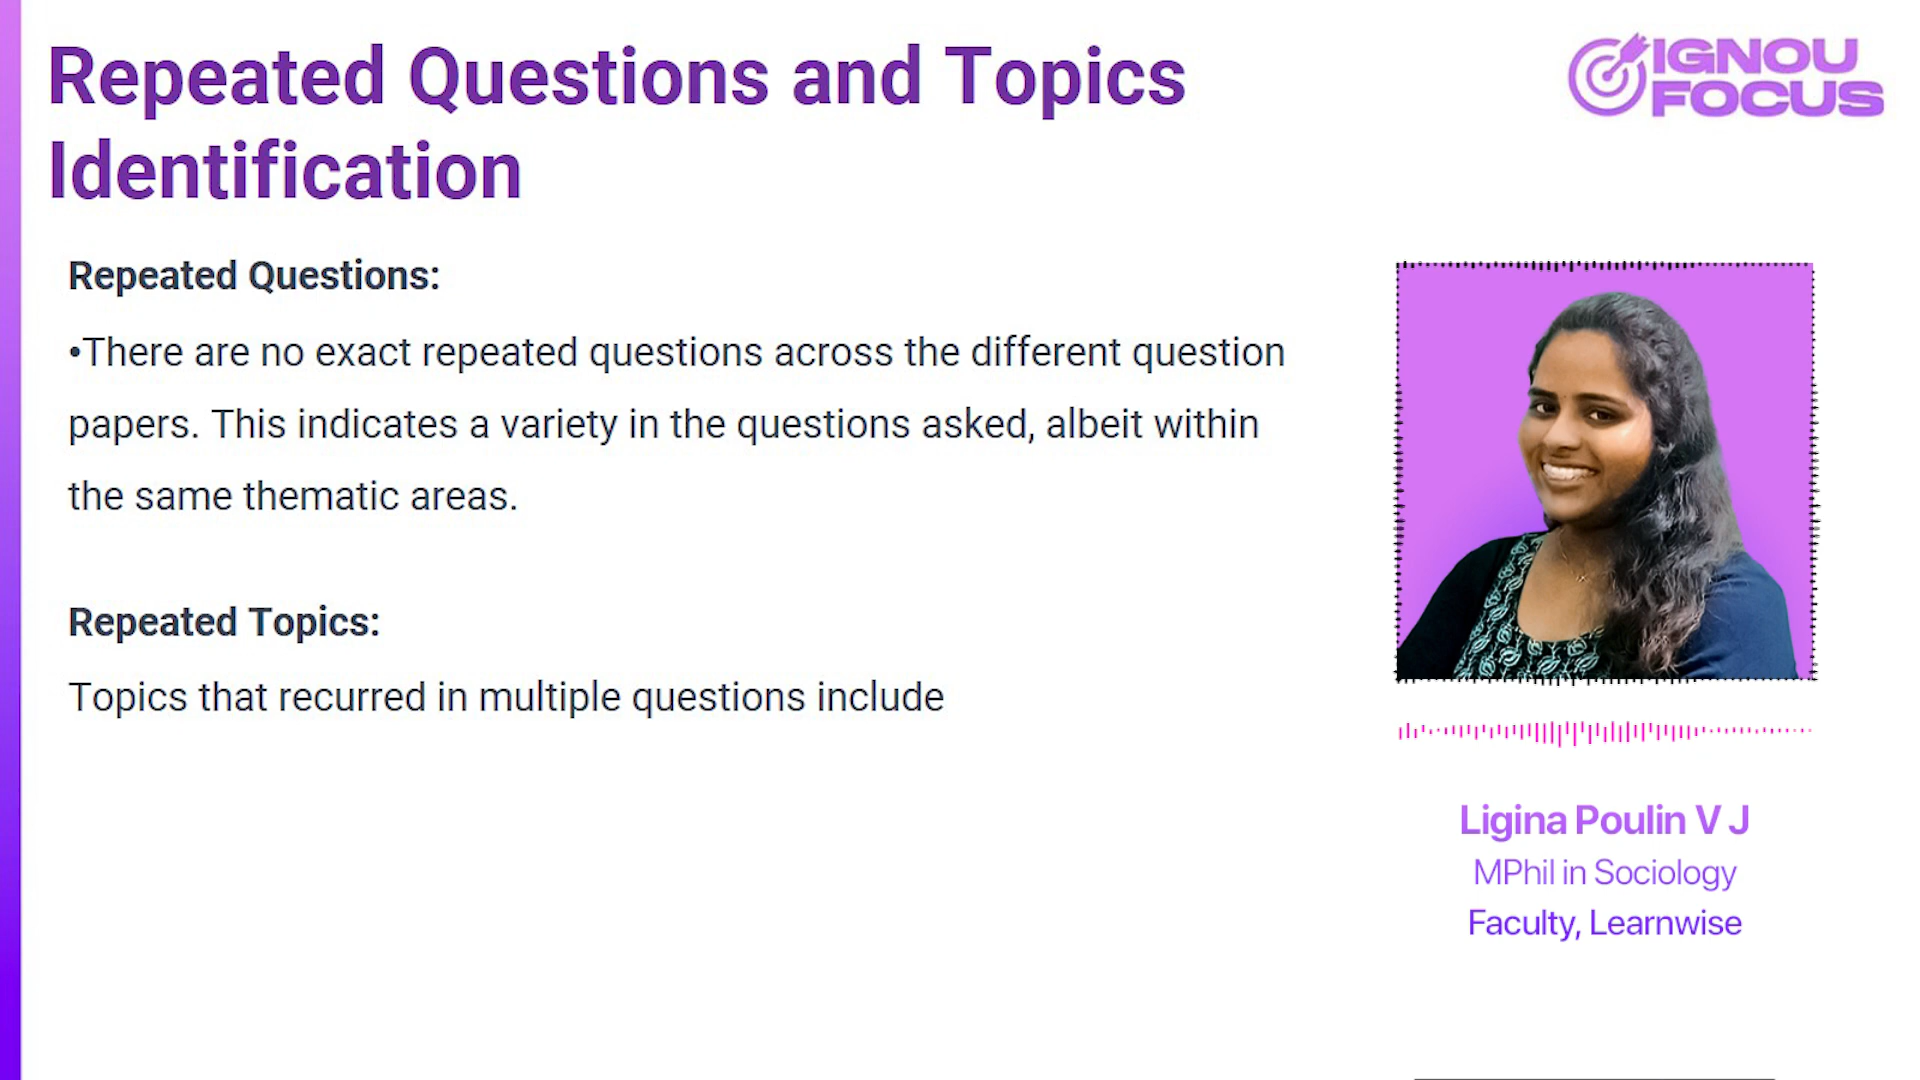 Repeated Questions and Topics
Identification
IGNOU
FOCUS
Repeated Questions:
•There are no exact repeated questions across the different question
papers. This indicates a variety in the questions asked, albeit within
the same thematic areas.
Repeated Topics:
Topics that recurred in multiple questions include
Ligina Poulin V J
MPhil in Sociology
Faculty, Learnwise